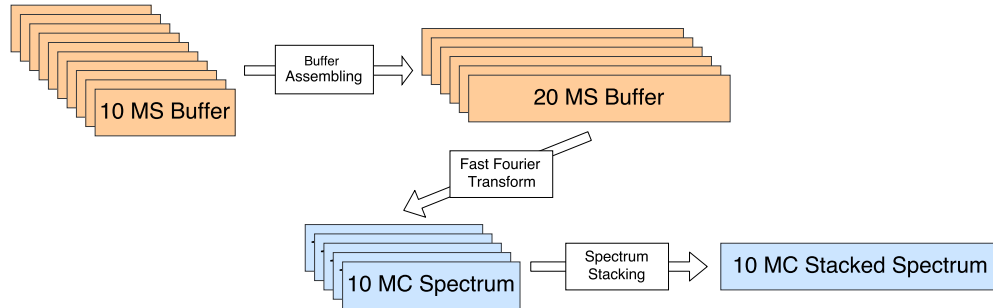 10 MS Buffer
Buffer
Assembling
20 MS Buffer
Fast Fourier
Transform
10 MC Spectrum
Spectrum
Stacking
10 MC Stacked Spectrum